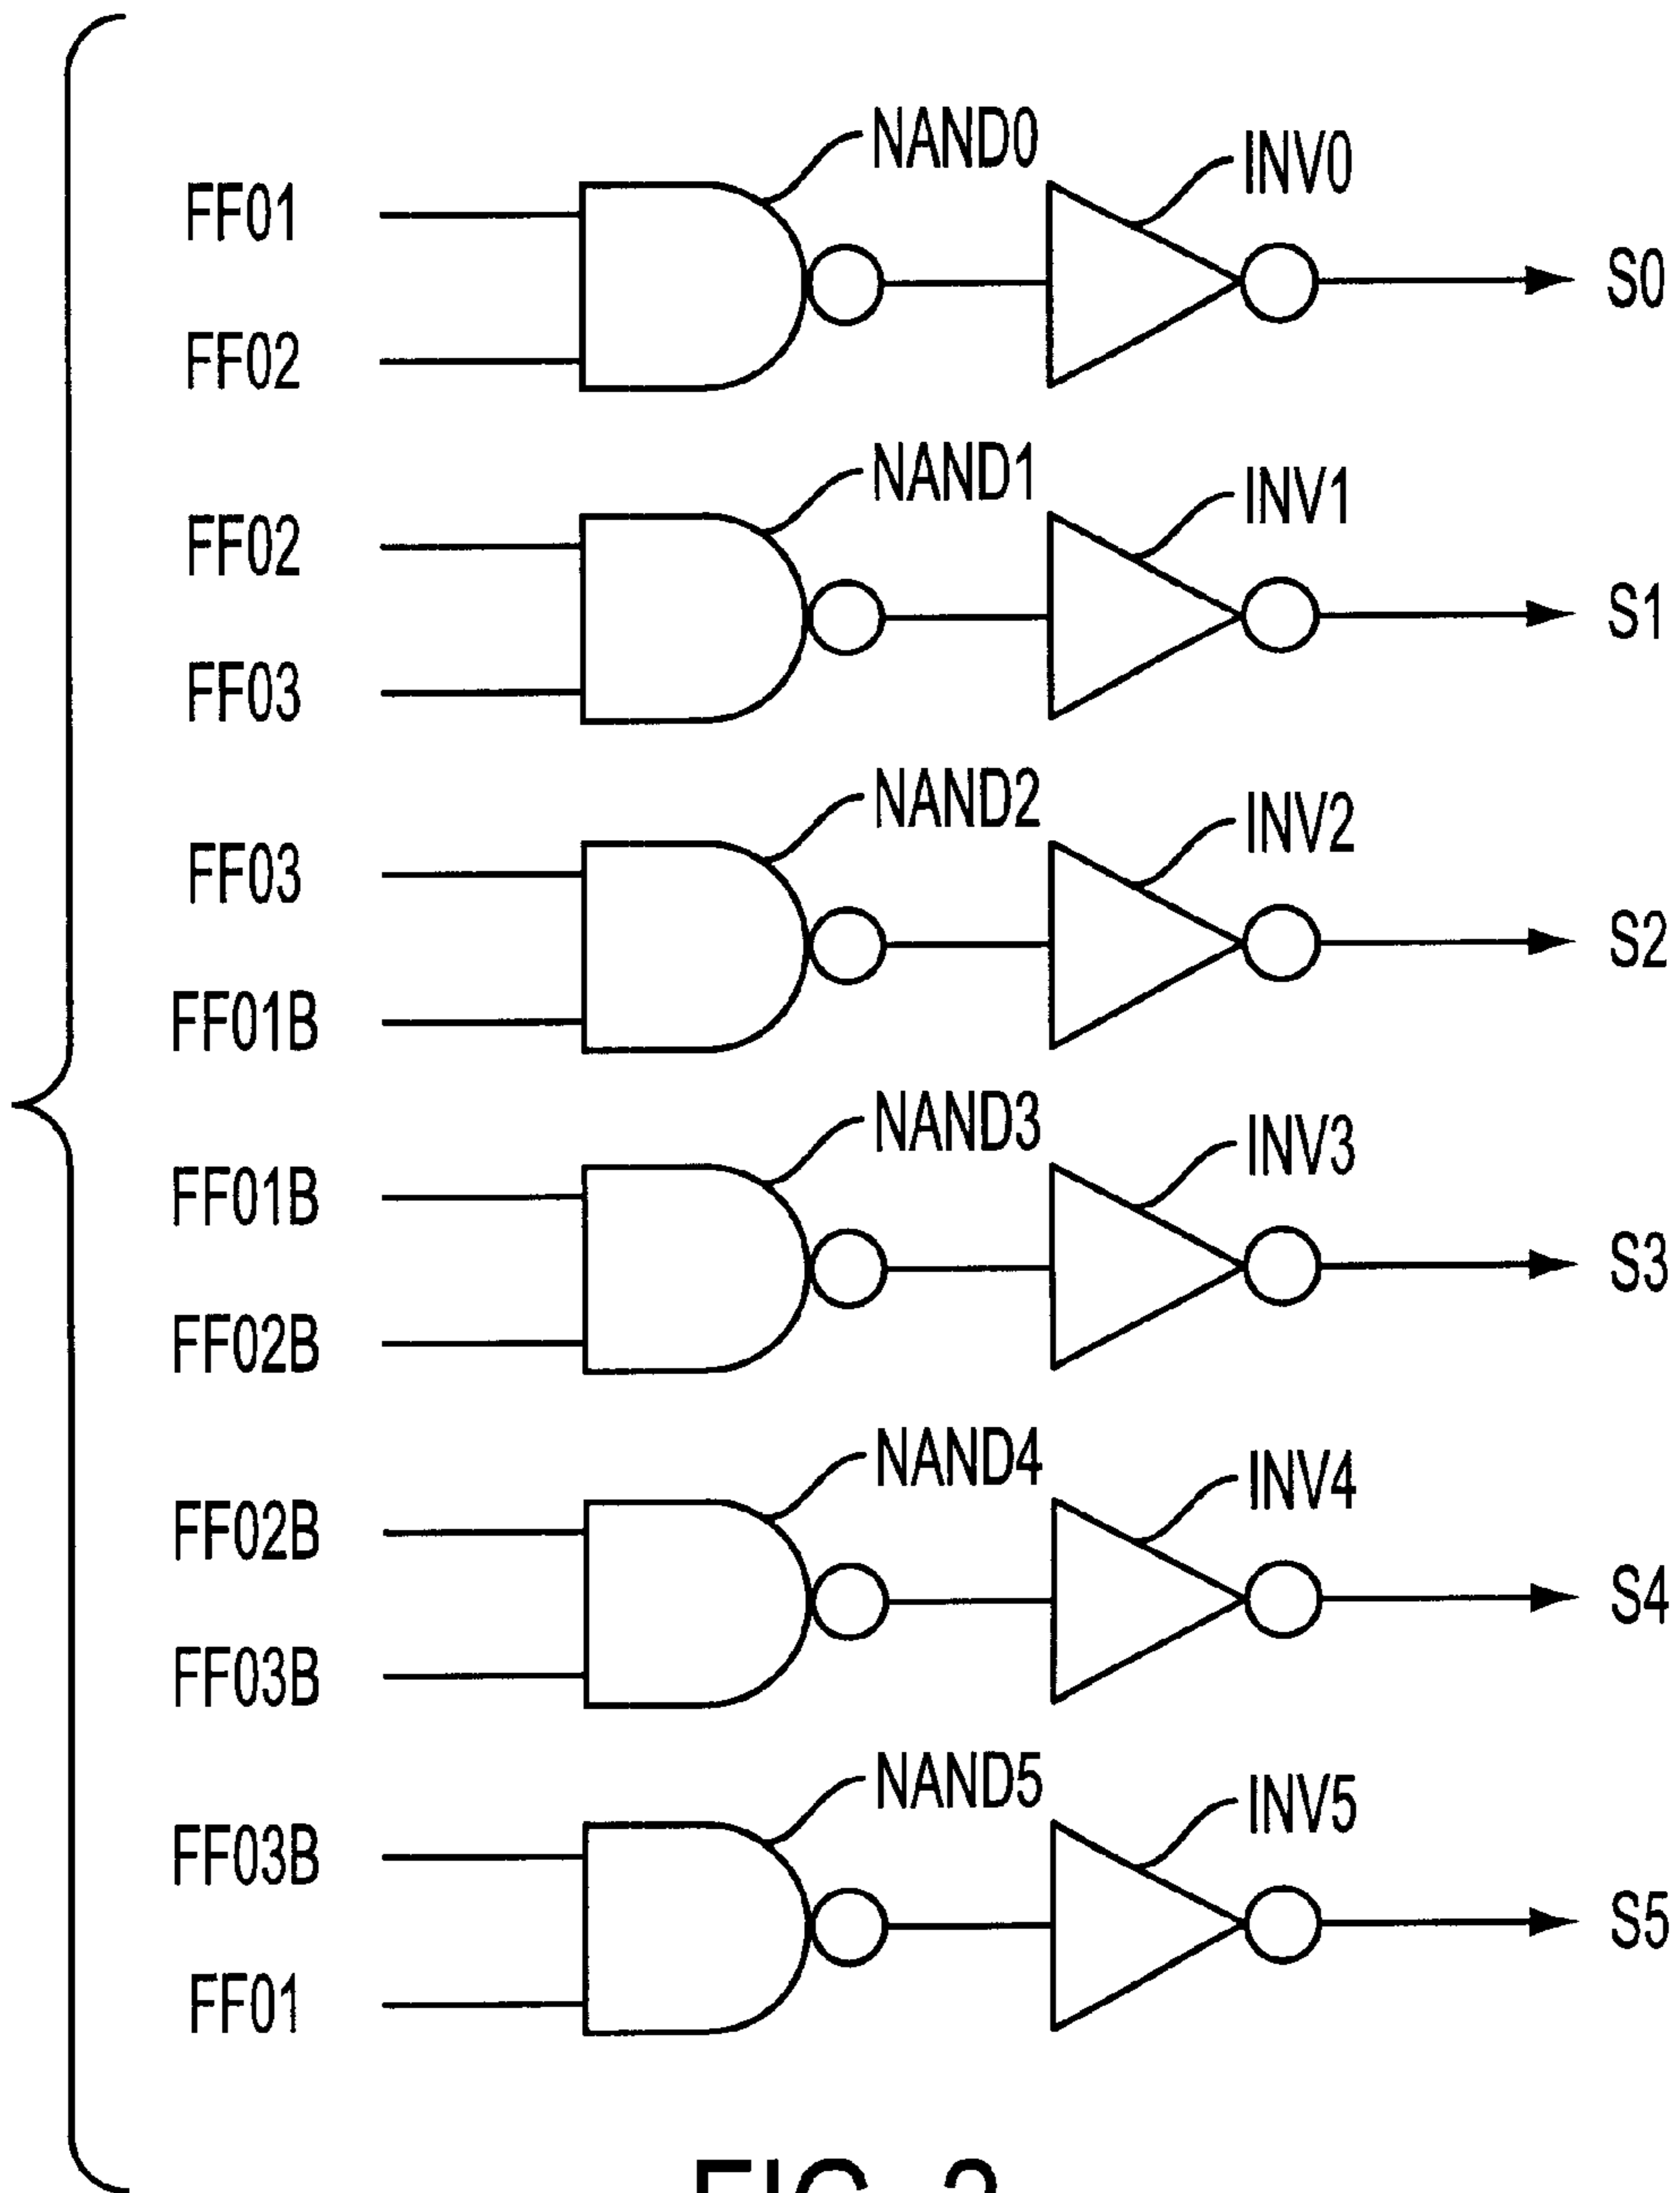 NAND0
INV0
FF01
S0
FF02
NAND1
INV1
FF02
S1
FF03
NAND2
INV2
FF03
S2
FF01B
NAND3
INV3
FF01B
S3
FF02B
NAND4
INV4
FF02B
S4
FF03B
NAND5
INV5
FF03B
S5
FF01